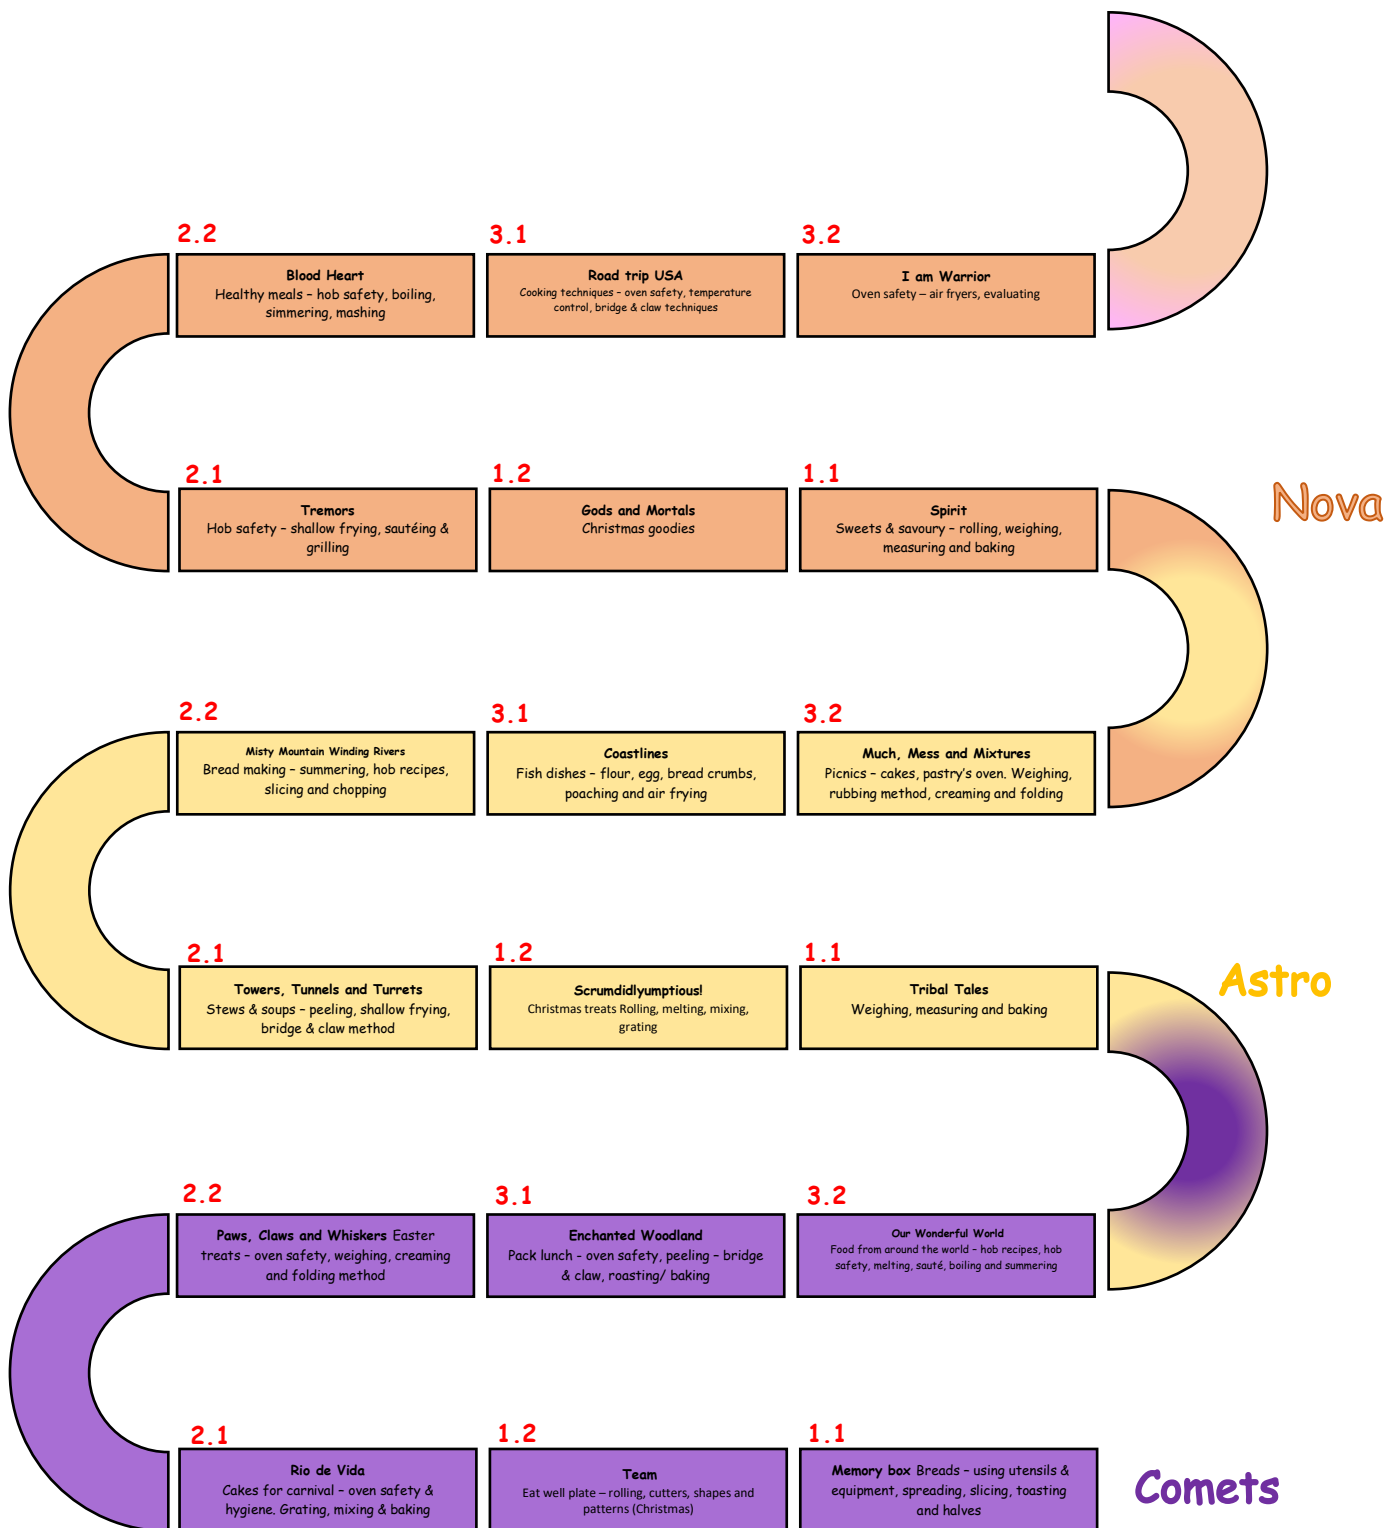 2.2
Blood Heart
Healthy meals – hob safety, boiling,
simmering, mashing
3.1
Road trip USA
Cooking techniques – oven safety, temperature
control, bridge & claw techniques
3.2
I am Warrior
Oven safety – air fryers, evaluating
2.1
Tremors
Hob safety – shallow frying, sautéing &
grilling
1.2
Gods and Mortals
Christmas goodies
1.1
Spirit
Sweets & savoury – rolling, weighing,
measuring and baking
Nova
2.2
Misty Mountain Winding Rivers
Bread making – summering, hob recipes,
slicing and chopping
3.1
Coastlines
Fish dishes – flour, egg, bread crumbs,
poaching and air frying
3.2
Much, Mess and Mixtures
Picnics – cakes, pastry's oven. Weighing,
rubbing method, creaming and folding
2.1
Towers, Tunnels and Turrets
Stews & soups – peeling, shallow frying,
bridge & claw method
1.2
Scrumdidlyumptious!
Christmas treats Rolling, melting, mixing,
grating
1.1
Tribal Tales
Weighing, measuring and baking
Astro
2.2
Paws, Claws and Whiskers Easter
treats – oven safety, weighing, creaming
and folding method
3.1
Enchanted Woodland
Pack lunch - oven safety, peeling – bridge
& claw, roasting/ baking
3.2
Our Wonderful World
Food from around the world – hob recipes, hob
safety, melting, sauté, boiling and summering
2.1
Rio de Vida
Cakes for carnival – oven safety &
hygiene. Grating, mixing & baking
1.2
Team
Eat well plate – rolling, cutters, shapes and
patterns (Christmas)
1.1
Memory box Breads – using utensils &
equipment, spreading, slicing, toasting
and halves
Comets